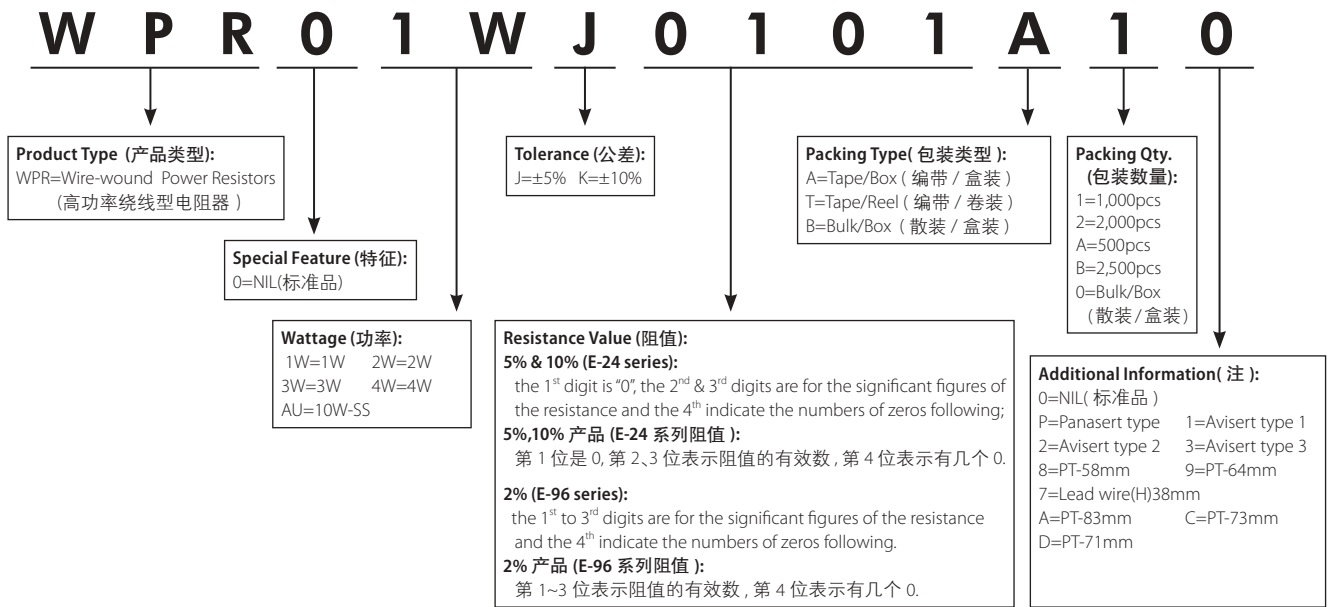 W P R 0 1 W J 0 1 0 1 A 1 0
Product Type (产品类型):
WPR=Wire-wound Power Resistors
(高功率绕线型电阻器)
Special Feature (特征):
0=NIL(标准品)
Wattage (功率):
1W=1W 2W=2W
3W=3W 4W=4W
AU=10W-SS
Tolerance (公差):
J=±5% K=±10%
Resistance Value (阻值):
5% & 10% (E-24 series):
the 1st digit is "0", the 2nd & 3rd digits are for the significant figures of
the resistance and the 4th indicate the numbers of zeros following;
5%,10% 产品 (E-24 系列阻值):
第 1 位是 0, 第 2、3 位表示阻值的有效数, 第 4 位表示有几个 0.
2% (E-96 series):
the 1st to 3rd digits are for the significant figures of the resistance
and the 4th indicate the numbers of zeros following.
2% 产品 (E-96 系列阻值):
第 1~3 位表示阻值的有效数, 第 4 位表示有几个 0.
Packing Type( 包装类型 ):
A=Tape/Box ( 编带 / 盒装 )
T=Tape/Reel ( 编带 / 卷装 )
B=Bulk/Box ( 散装 / 盒装 )
Packing Qty.
(包装数量):
1=1,000pcs
2=2,000pcs
A=500pcs
B=2,500pcs
0=Bulk/Box
(散装/盒装)
Additional Information( 注 ):
0=NIL( 标准品 )
P=Panasert type 1=Avisert type 1
2=Avisert type 2 3=Avisert type 3
8=PT-58mm 9=PT-64mm
7=Lead wire(H)38mm
A=PT-83mm C=PT-73mm
D=PT-71mm